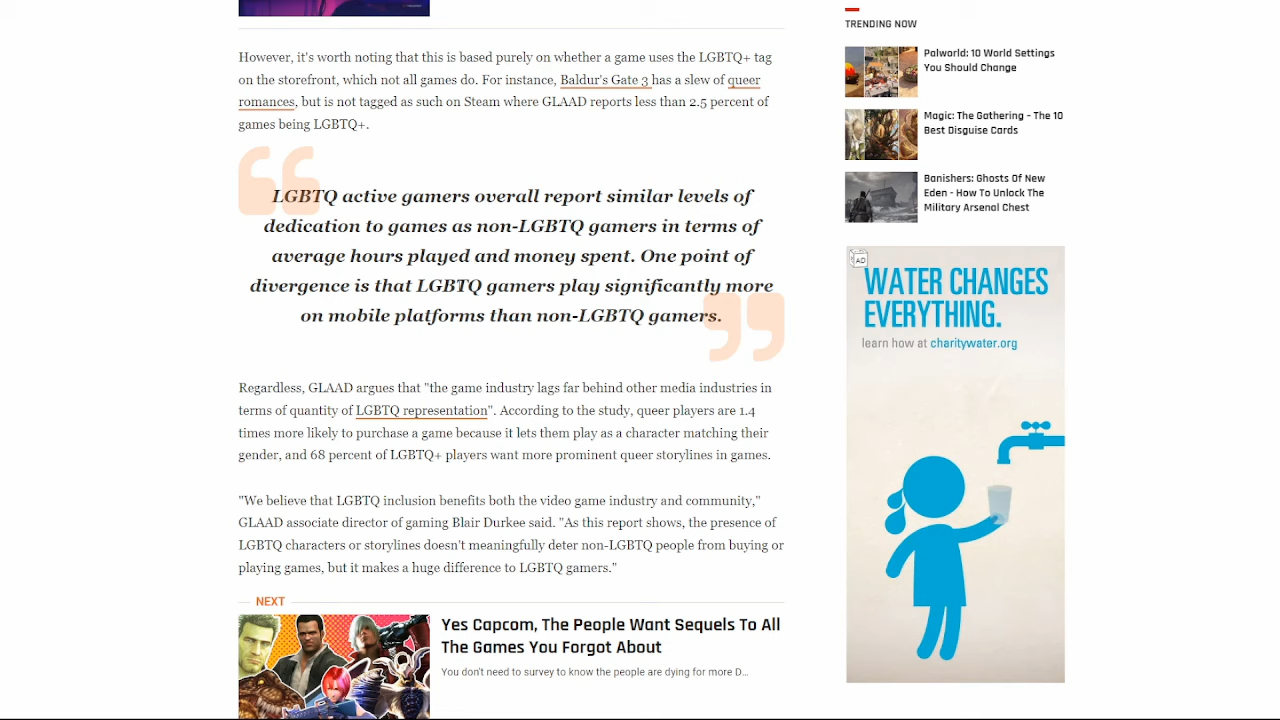 However, it's worth noting that this is based purely on whether a game uses the LGBTQ+ tag
on the storefront, which not all games do. For instance, Baldur's Gate 3 has a slew of queer
romances, but is not tagged as such on Steam where GLAAD reports less than 2.5 percent of
games being LGBTQ+.
LGBTQ active gamers overall report similar levels of
dedication to games as non-LGBTQ gamers in terms of
average hours played and money spent. One point of
divergence is that LGBTQ gamers play significantly more
on mobile platforms than non-LGBTQ gamers.
Regardless, GLAAD argues that "the game industry lags far behind other media industries in
terms of quantity of LGBTQ representation". According to the study, queer players are 1.4
times more likely to purchase a game because it lets them play as a character matching their
gender, and 68 percent of LGBTQ+ players want more prominent queer storylines in games.
"We believe that LGBTQ inclusion benefits both the video game industry and community,"
GLAAD associate director of gaming Blair Durkee said. "As this report shows, the presence of
LGBTQ characters or storylines doesn't meaningfully deter non-LGBTQ people from buying or
playing games, but it makes a huge difference to LGBTQ gamers."
NEXT
Yes Capcom, The People Want Sequels To All
The Games You Forgot About
You don't need to survey to know the people are dying for more D...
TRENDING NOW
Palworld: 10 World Settings
You Should Change
Magic: The Gathering – The 10
Best Disguise Cards
Banishers: Ghosts Of New
Eden - How To Unlock The
Military Arsenal Chest
AD
WATER CHANGES
EVERYTHING.
learn how at charitywater.org